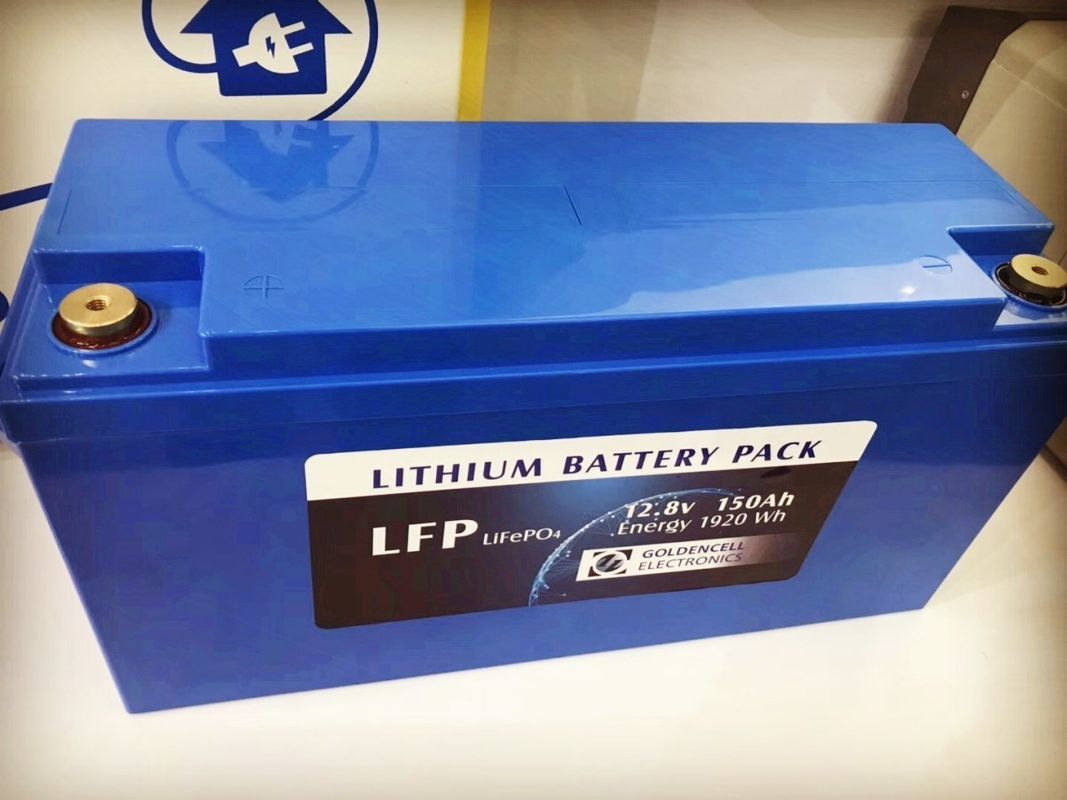 LITHIUM BATTERY PACK
LFP LiFePO₄
12.8v 150Ah
Energy 1920 Wh
GOLDENCELL
ELECTRONICS